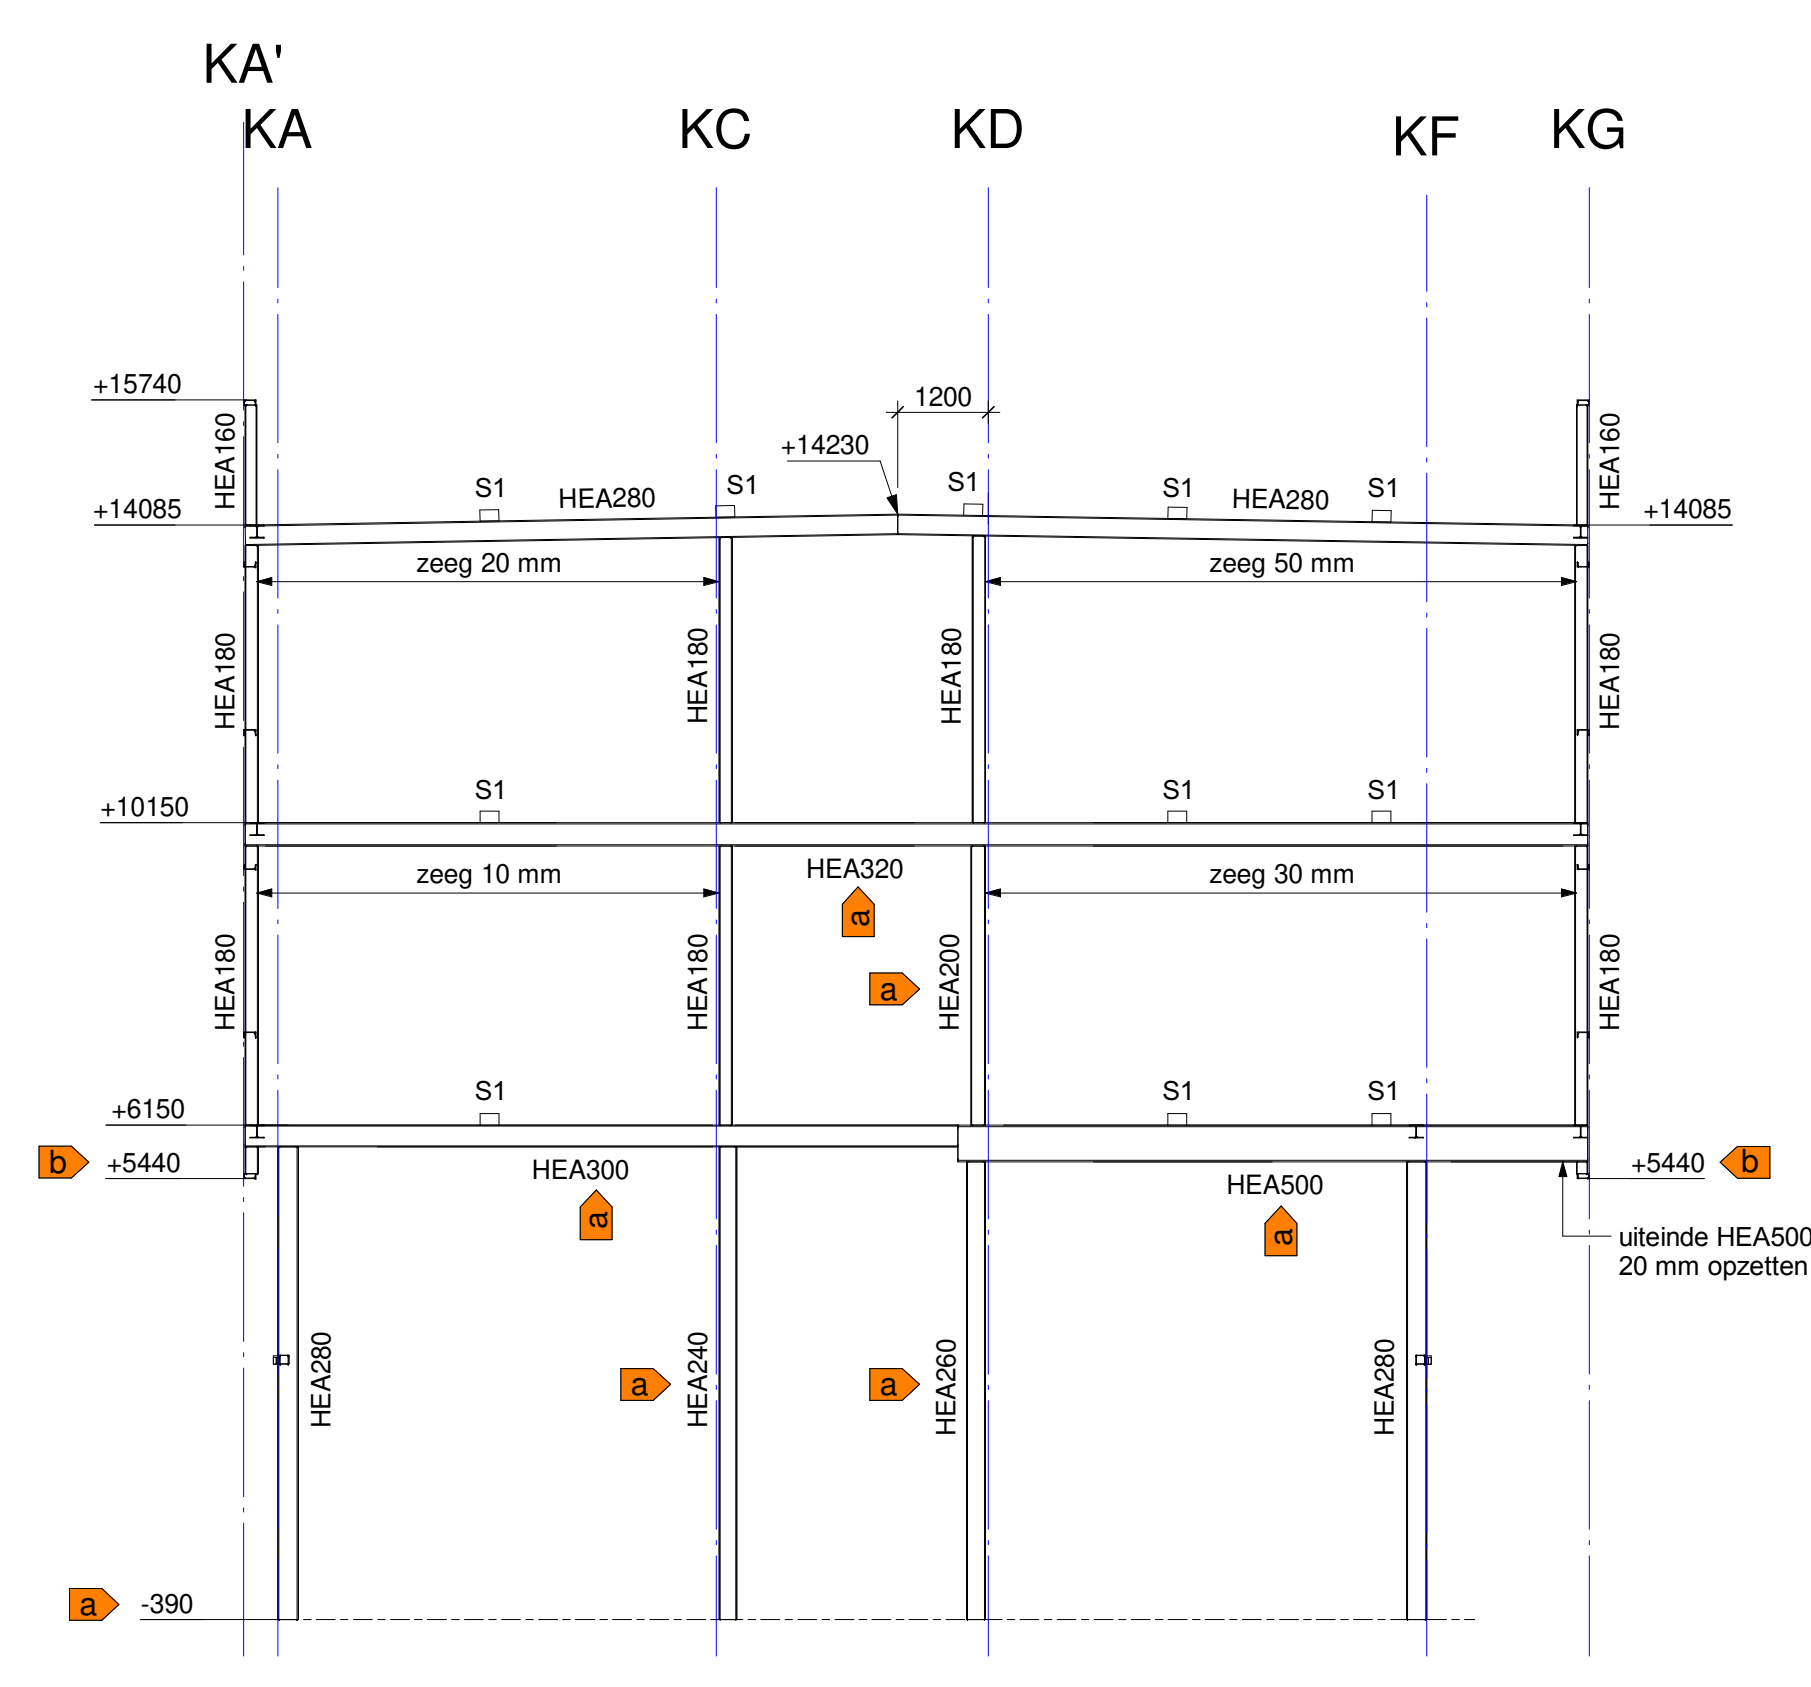 KA'
KA
KC
KD
KF
KG
+15740
1200
+14230
HEA160
HEA160
S1
HEA280
S1
S1
S1
HEA280
S1
+14085
+14085
zeeg 20 mm
zeeg 50 mm
HEA180
HEA180
HEA180
HEA180
S1
S1
S1
+10150
zeeg 10 mm
HEA320
zeeg 30 mm
a
HEA180
HEA180
a
HEA200
HEA180
S1
S1
S1
+6150
b
+5440
HEA300
HEA500
+5440
b
a
a
uiteinde HEA500
20 mm opzetten
HEA280
a
HEA240
a
HEA260
HEA280
a
-390